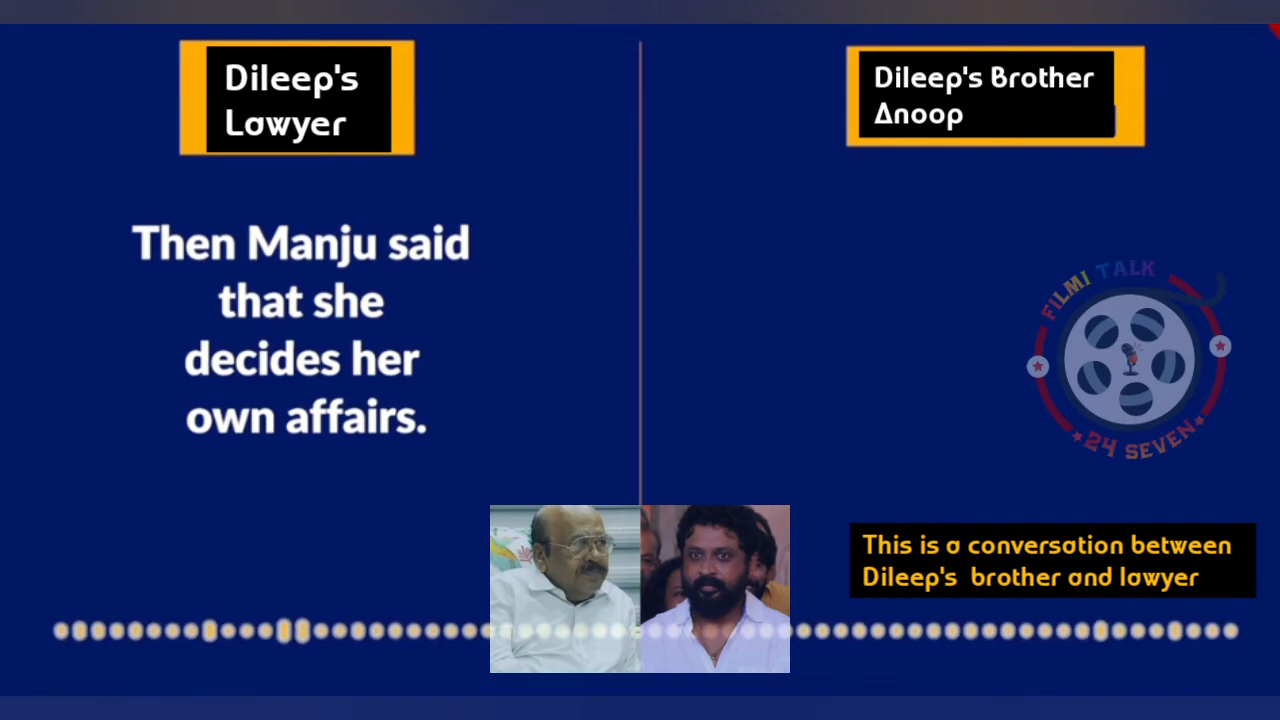 Dileep's
Lawyer
Dileep's Brother
Anoop
Then Manju said
that she
decides her
own affairs.
FILMI TALK
24 SEVEN
This is a conversation between
Dileep's brother and lawyer